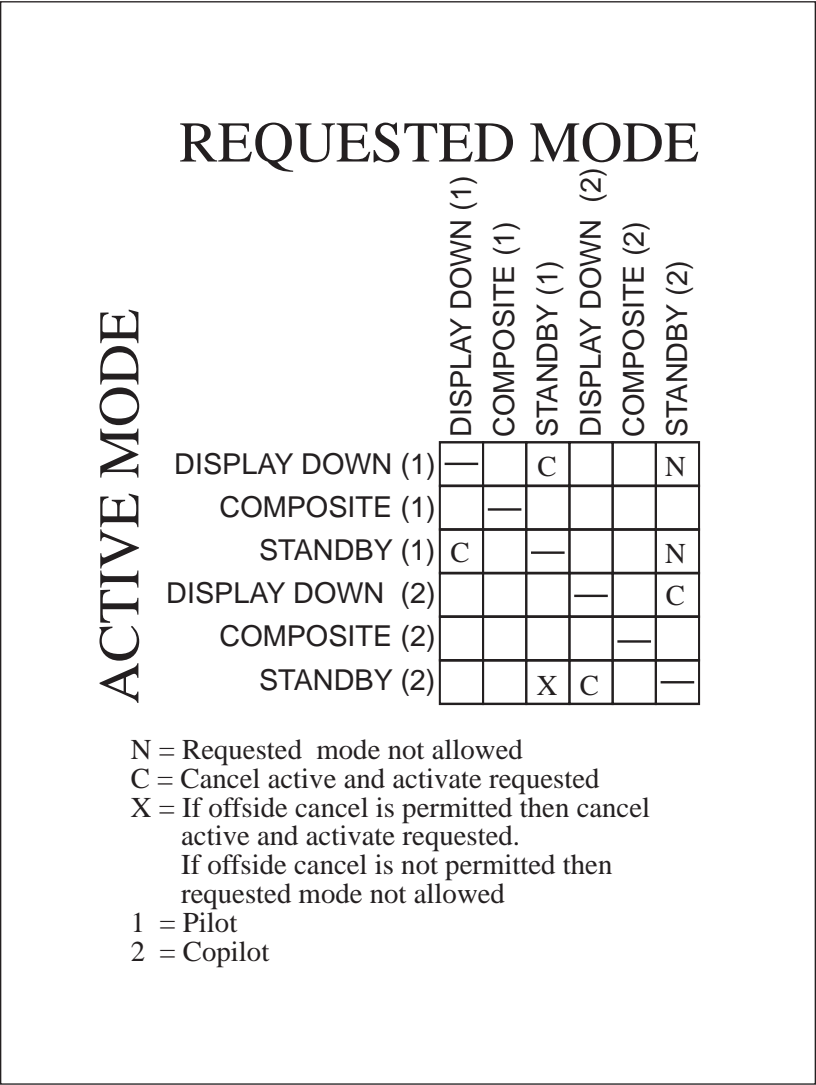 REQUESTED MODE
DISPLAY DOWN (1)
COMPOSITE (1)
STANDBY (1)
DISPLAY DOWN (2)
COMPOSITE (2)
STANDBY (2)
ACTIVE MODE
DISPLAY DOWN (1) — C N
COMPOSITE (1) —
STANDBY (1) C — N
DISPLAY DOWN (2) — C
COMPOSITE (2) —
STANDBY (2) X C —
N = Requested mode not allowed
C = Cancel active and activate requested
X = If offside cancel is permitted then cancel
active and activate requested.
If offside cancel is not permitted then
requested mode not allowed
1 = Pilot
2 = Copilot